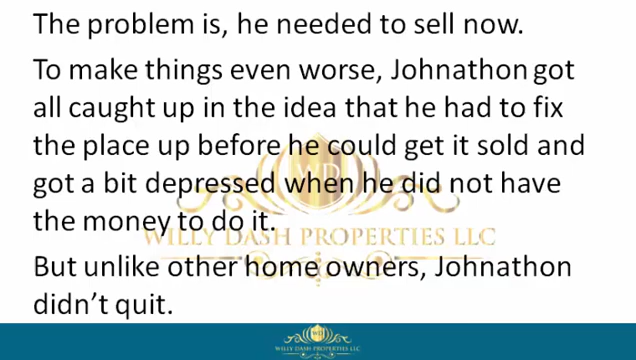 The problem is, he needed to sell now.
To make things even worse, Johnathon got
all caught up in the idea that he had to fix
the place up before he could get it sold and
got a bit depressed when he did not have
the money to do it.
WILLY DASH PROPERTIES LLC
But unlike other home owners, Johnathon
didn’t quit.
WILLY DASH PROPERTIES LLC